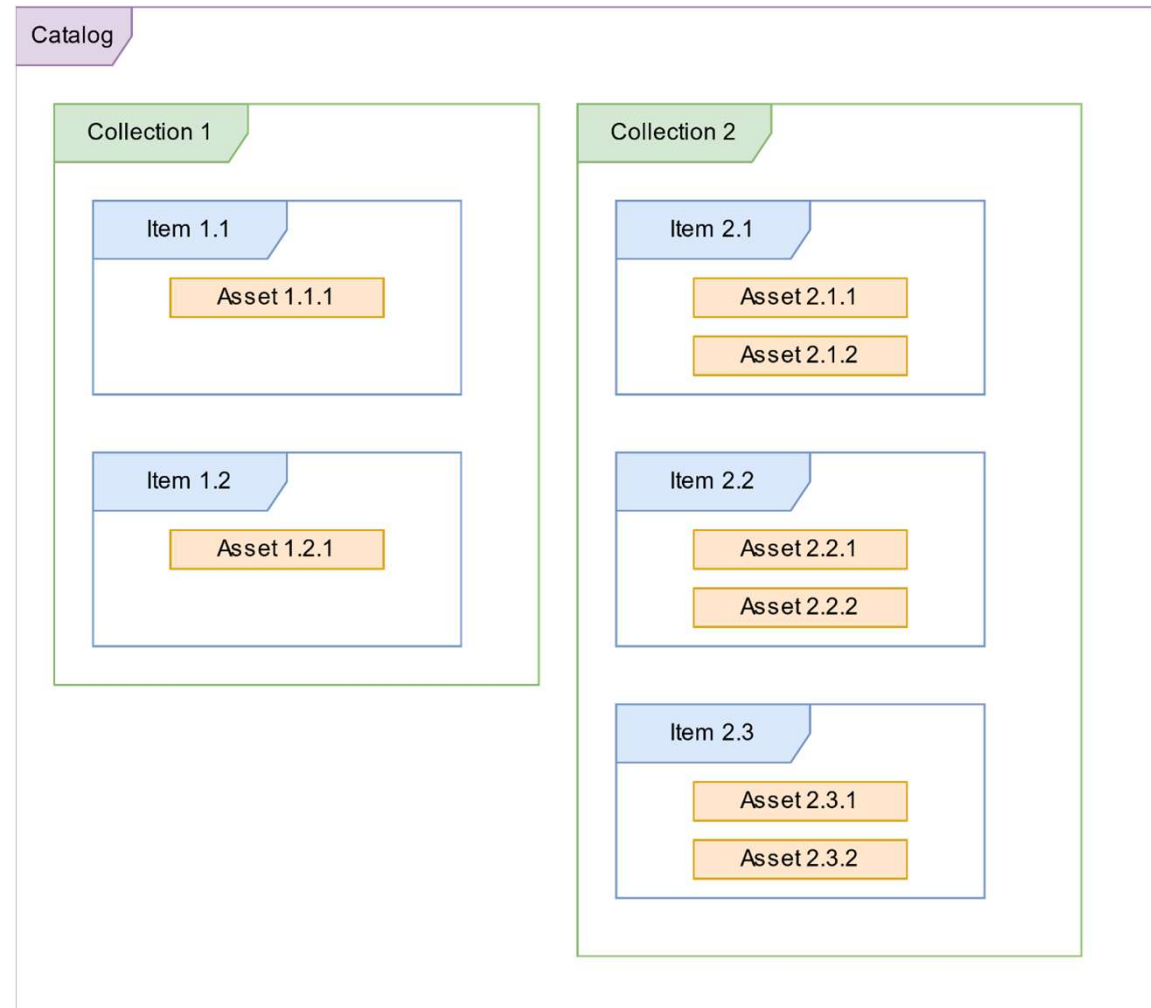 Catalog
Collection 1
Item 1.1
Asset 1.1.1
Item 1.2
Asset 1.2.1
Collection 2
Item 2.1
Asset 2.1.1
Asset 2.1.2
Item 2.2
Asset 2.2.1
Asset 2.2.2
Item 2.3
Asset 2.3.1
Asset 2.3.2